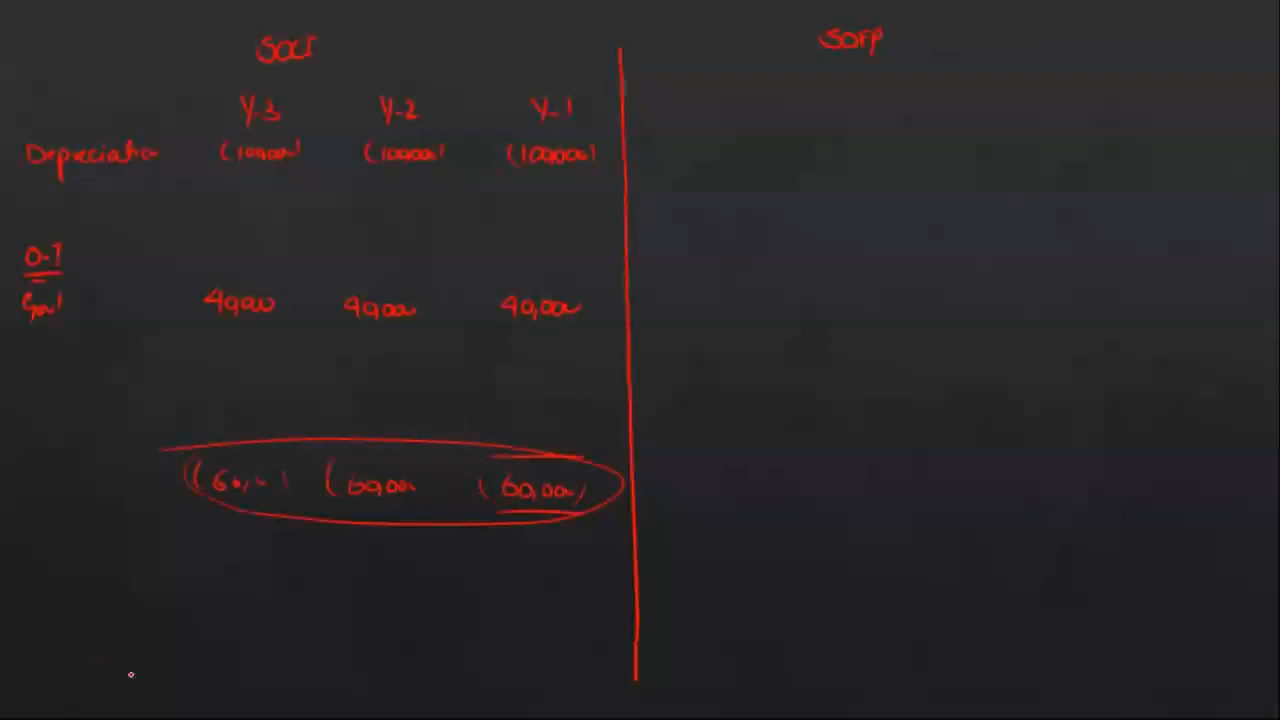 SOCI
SOFP
Y-3 Y-2 Y-1
Depreciation (100,000) (100,000) (100,000)
O.I
40,000 40,000 40,000
(60,000) (60,000 (60,000)